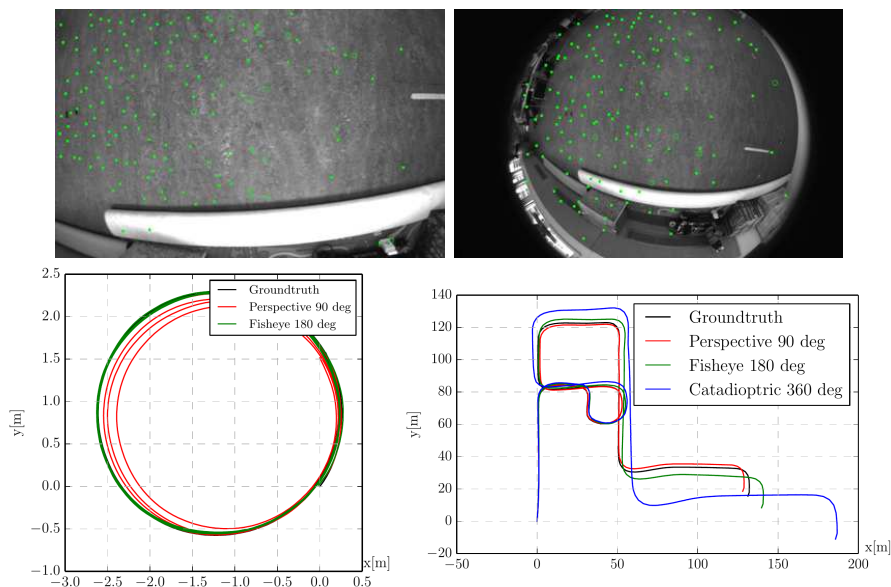 2.5
2.0
1.5
1.0
0.5
0.0
−0.5
−1.0
y[m]
−3.0 −2.5 −2.0 −1.5 −1.0 −0.5 0.0 0.5
x[m]
Groundtruth
Perspective 90 deg
Fisheye 180 deg
140
120
100
80
60
40
20
0
−20
y[m]
−50 0 50 100 150 200
x[m]
Groundtruth
Perspective 90 deg
Fisheye 180 deg
Catadioptric 360 deg